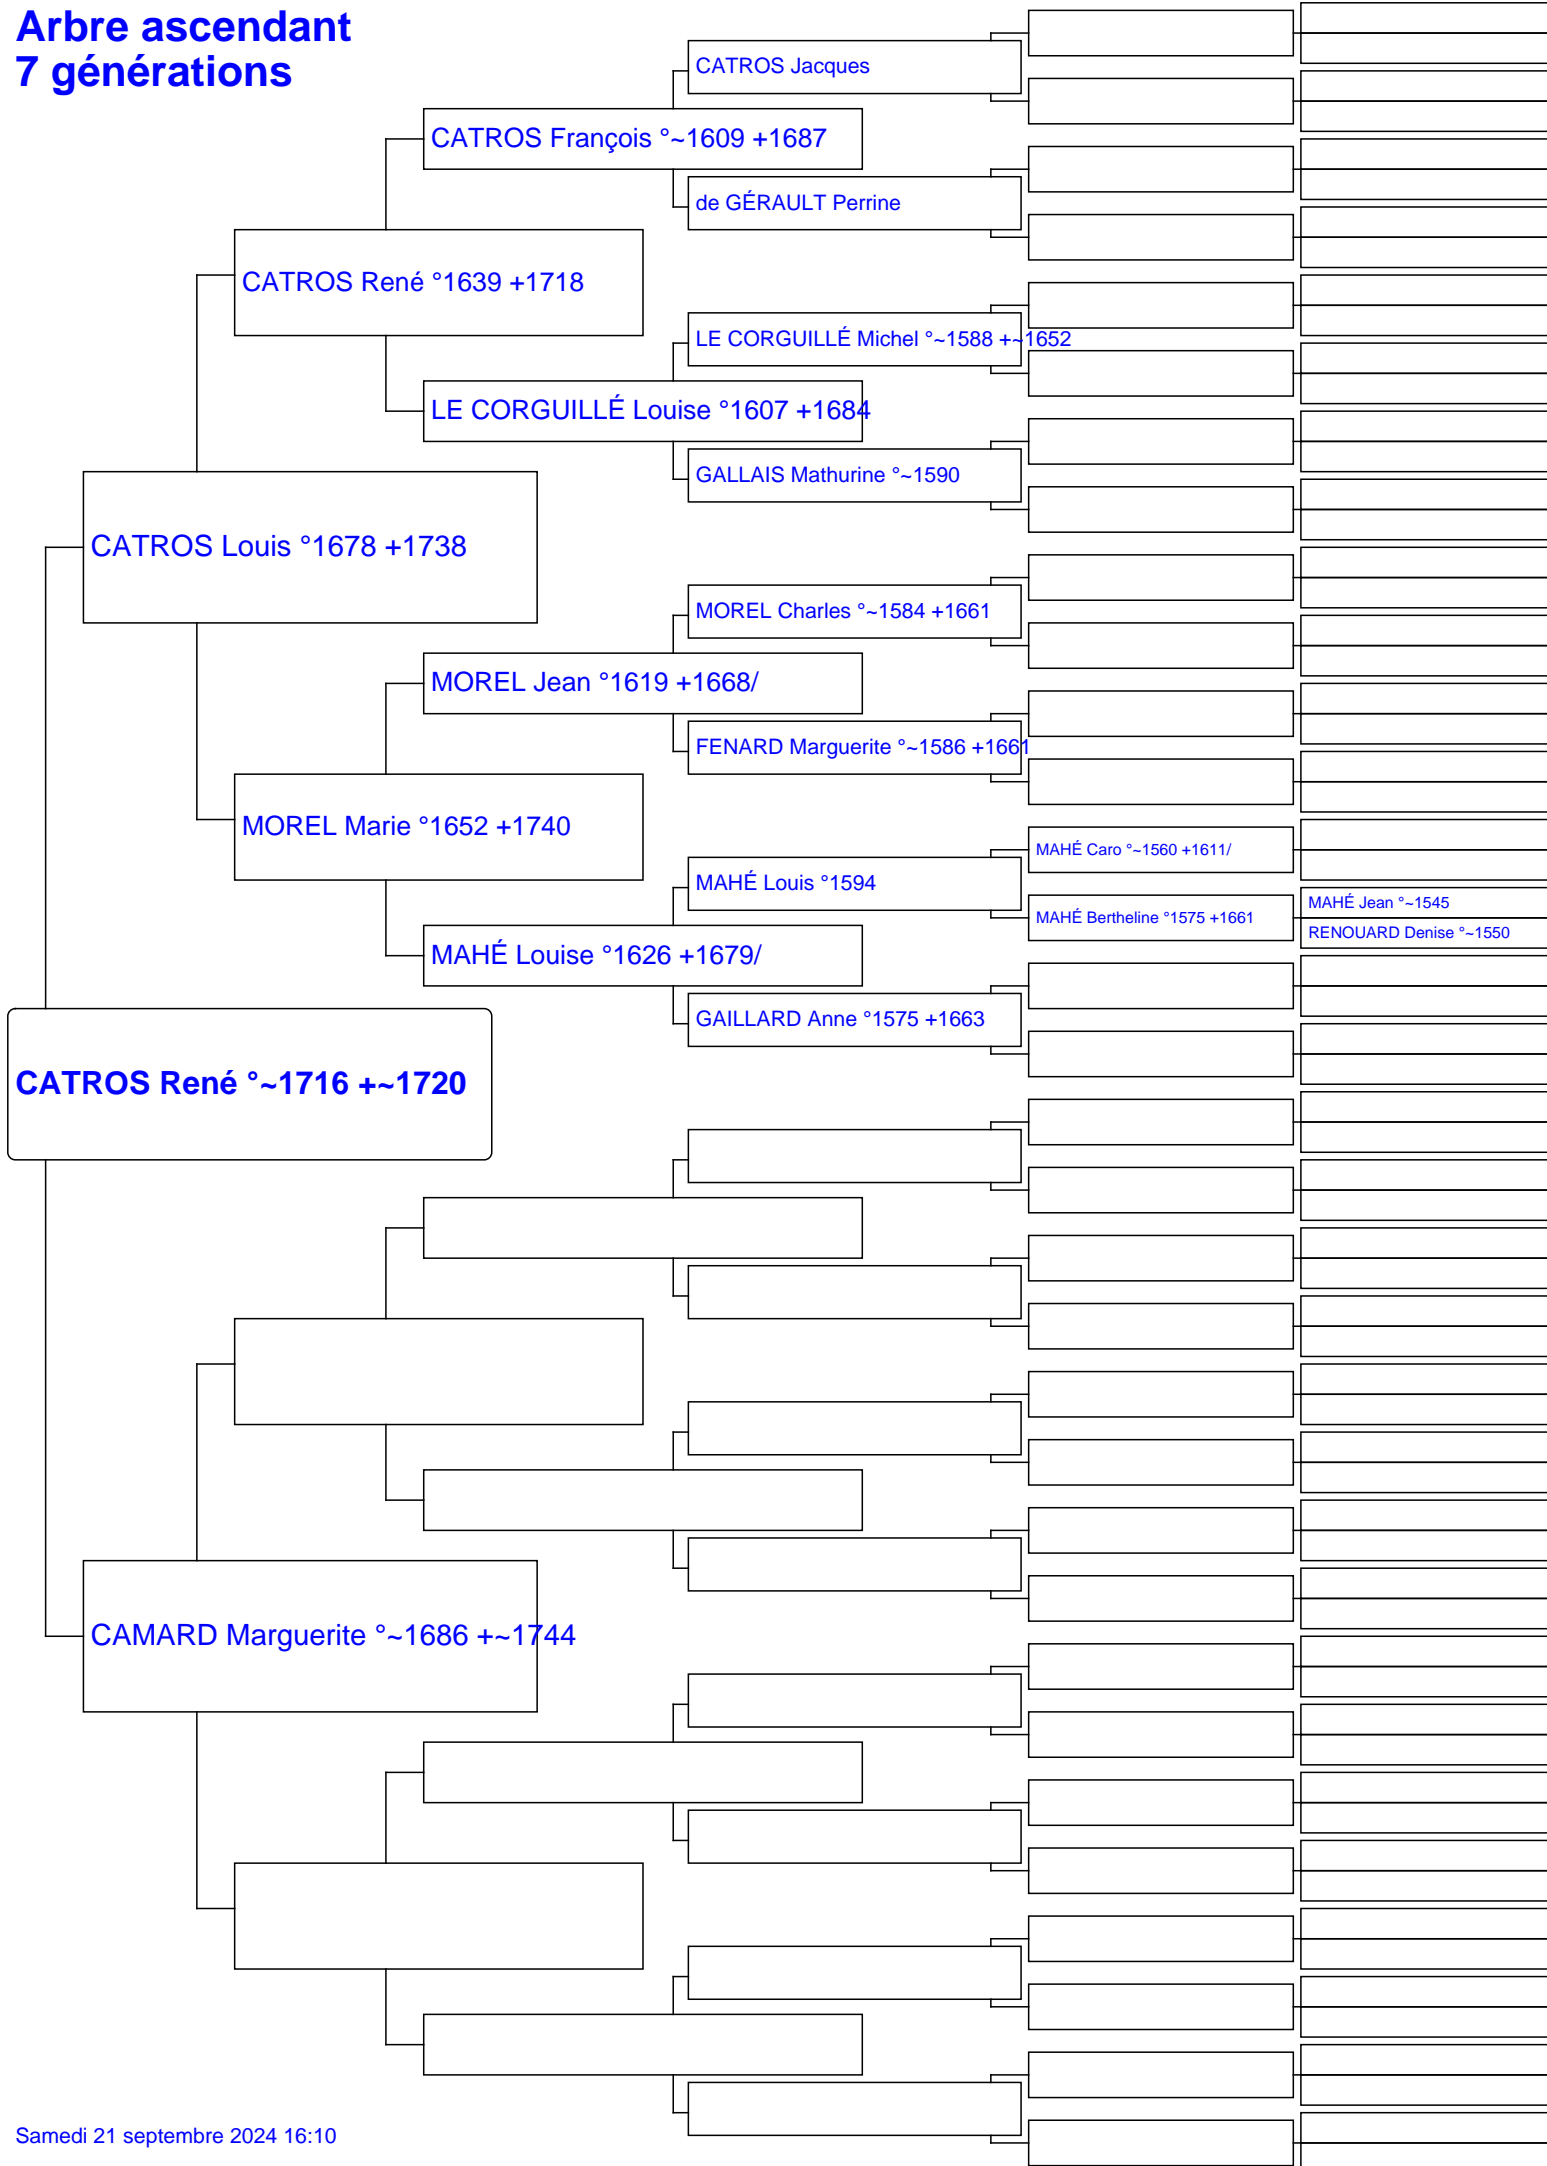 Arbre ascendant
7 générations
CATROS Jacques
CATROS François °~1609 +1687
de GÉRAULT Perrine
CATROS René °1639 +1718
LE CORGUILLÉ Michel °~1588 +~1652
LE CORGUILLÉ Louise °1607 +1684
GALLAIS Mathurine °~1590
CATROS Louis °1678 +1738
MOREL Charles °~1584 +1661
MOREL Jean °1619 +1668/
FENARD Marguerite °~1586 +1661
MOREL Marie °1652 +1740
MAHÉ Caro °~1560 +1611/
MAHÉ Louis °1594
MAHÉ Jean °~1545
MAHÉ Bertheline °1575 +1661
RENOUARD Denise °~1550
MAHÉ Louise °1626 +1679/
GAILLARD Anne °1575 +1663
CATROS René °~1716 +~1720
CAMARD Marguerite °~1686 +~1744
Samedi 21 septembre 2024 16:10